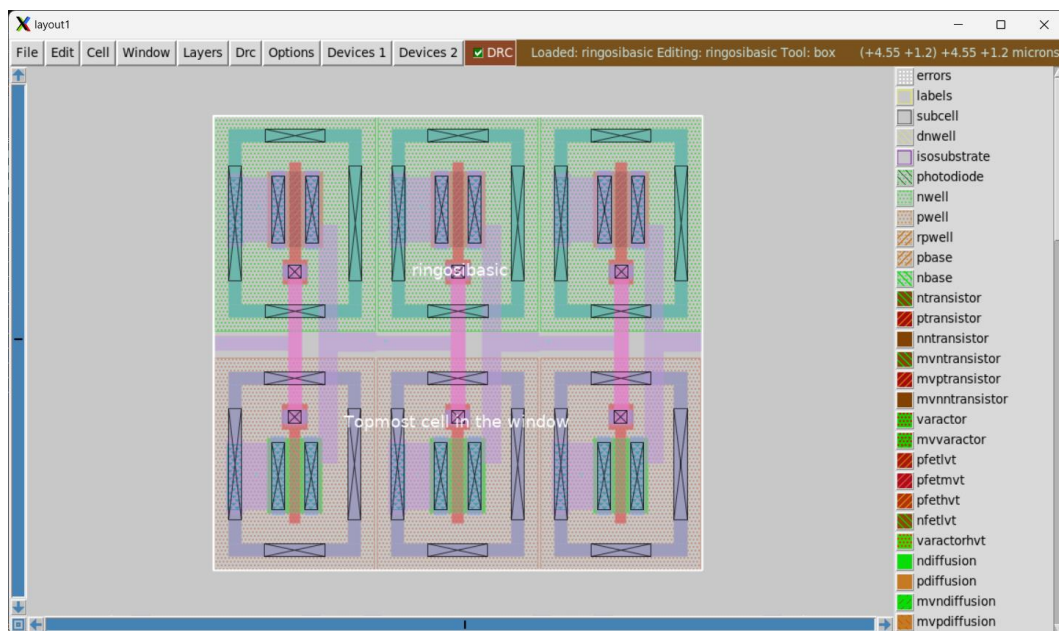 layout1
File Edit Cell Window Layers Drc Options Devices 1 Devices 2 DRC Loaded: ringosibasic Editing: ringosibasic Tool: box (+4.55 +1.2) +4.55 +1.2 microns
ringosibasic
Topmost cell in the window
errors
labels
subcell
dnwell
isosubstrate
photodiode
nwell
pwell
rpwell
pbase
nbase
ntransistor
ptransistor
nntransistor
mvntransistor
mvptransistor
mvnntransistor
varactor
mvvaractor
pfetlvt
pfetmvt
pfethvt
nfetlvt
varactorhvt
ndiffusion
pdiffusion
mvndiffusion
mvpdiffusion